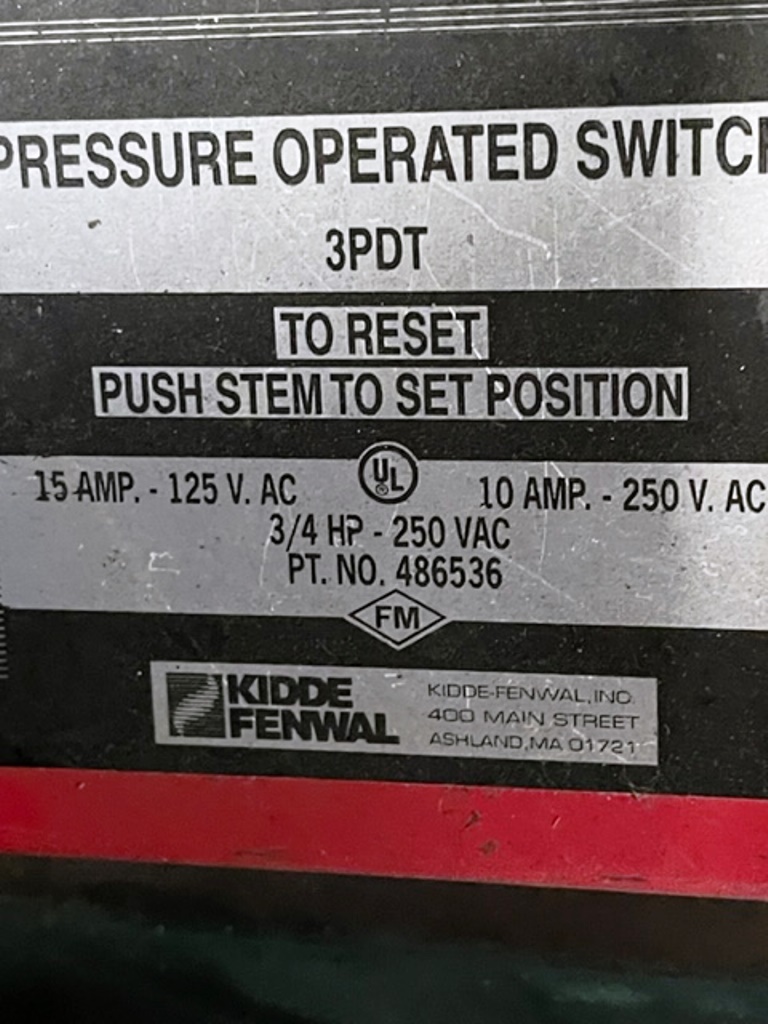 PRESSURE OPERATED SWITCH
3PDT
TO RESET
PUSH STEM TO SET POSITION
UL
®
15 AMP. - 125 V. AC 10 AMP. - 250 V. AC
3/4 HP - 250 VAC
PT. NO. 486536
FM
KIDDE
FENWAL
KIDDE-FENWAL, INC.
400 MAIN STREET
ASHLAND, MA 01721